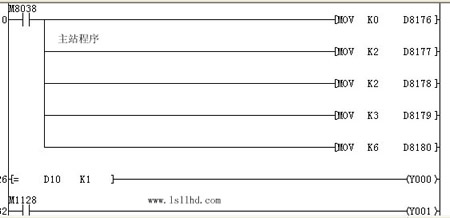 M8038
0 [MOV K0 D8176]
主站程序
[MOV K2 D8177]
[MOV K2 D8178]
[MOV K3 D8179]
[MOV K6 D8180]
26 [= D10 K1 ] (Y000 )
M1128
www.lsllhd.com
32 (Y001 )